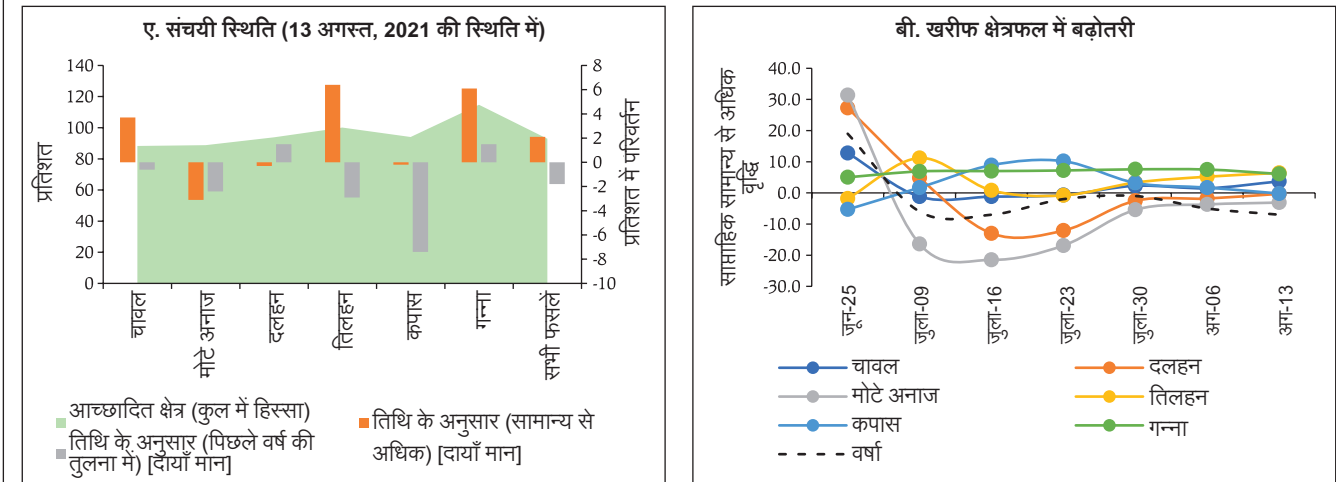 ए. संचयी स्थिति (13 अगस्त, 2021 की स्थिति में)
प्रतिशत
140
120
100
80
60
40
20
0
8
6
4
2
0
-2
-4
-6
-8
-10
प्रतिशत में परिवर्तन
चावल
मोटे अनाज
दलहन
तिलहन
कपास
गन्ना
सभी फसलें
आच्छादित क्षेत्र (कुल में हिस्सा)
तिथि के अनुसार (सामान्य से
अधिक) [दायाँ मान]
तिथि के अनुसार (पिछले वर्ष की
तुलना में) [दायाँ मान]
बी. खरीफ क्षेत्रफल में बढ़ोतरी
साप्ताहिक सामान्य से अधिक
वृद्धि
40.0
30.0
20.0
10.0
0.0
-10.0
-20.0
-30.0
जून-25
जुला-09
जुला-16
जुला-23
जुला-30
अग-06
अग-13
चावल
दलहन
मोटे अनाज
तिलहन
कपास
गन्ना
वर्षा